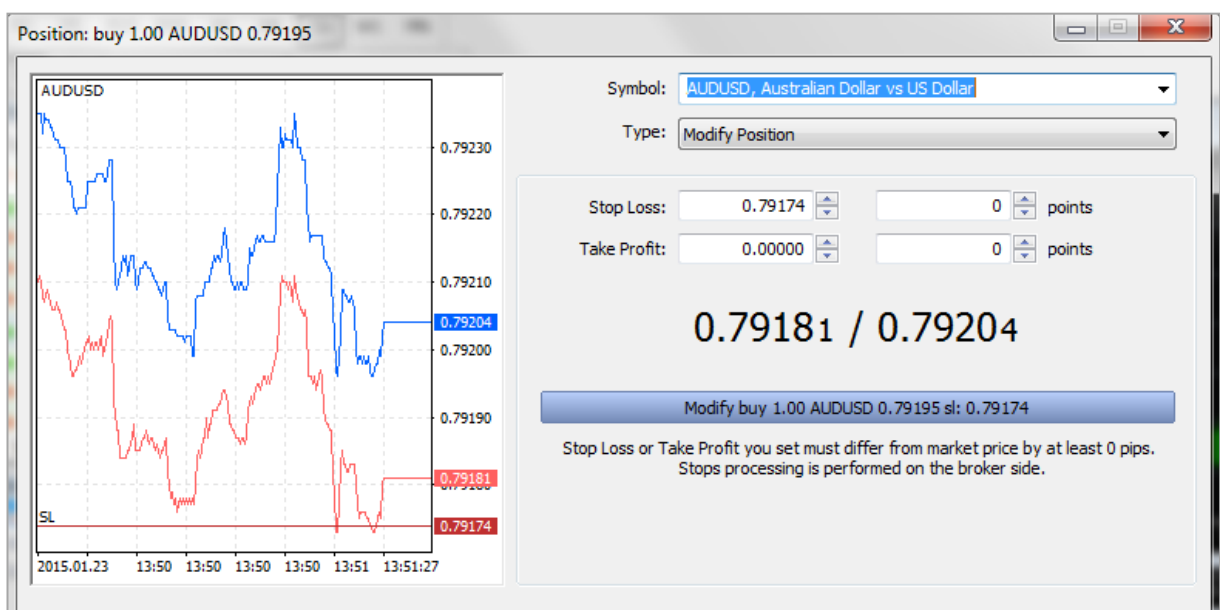 Position: buy 1.00 AUDUSD 0.79195
AUDUSD
0.79230
0.79220
0.79210
0.79204
0.79200
0.79190
0.79181
0.79180
SL
0.79174
2015.01.23 13:50 13:50 13:50 13:50 13:51 13:51:27
Symbol: AUDUSD, Australian Dollar vs US Dollar
Type: Modify Position
Stop Loss: 0.79174 0 points
Take Profit: 0.00000 0 points
0.79181 / 0.79204
Modify buy 1.00 AUDUSD 0.79195 sl: 0.79174
Stop Loss or Take Profit you set must differ from market price by at least 0 pips.
Stops processing is performed on the broker side.